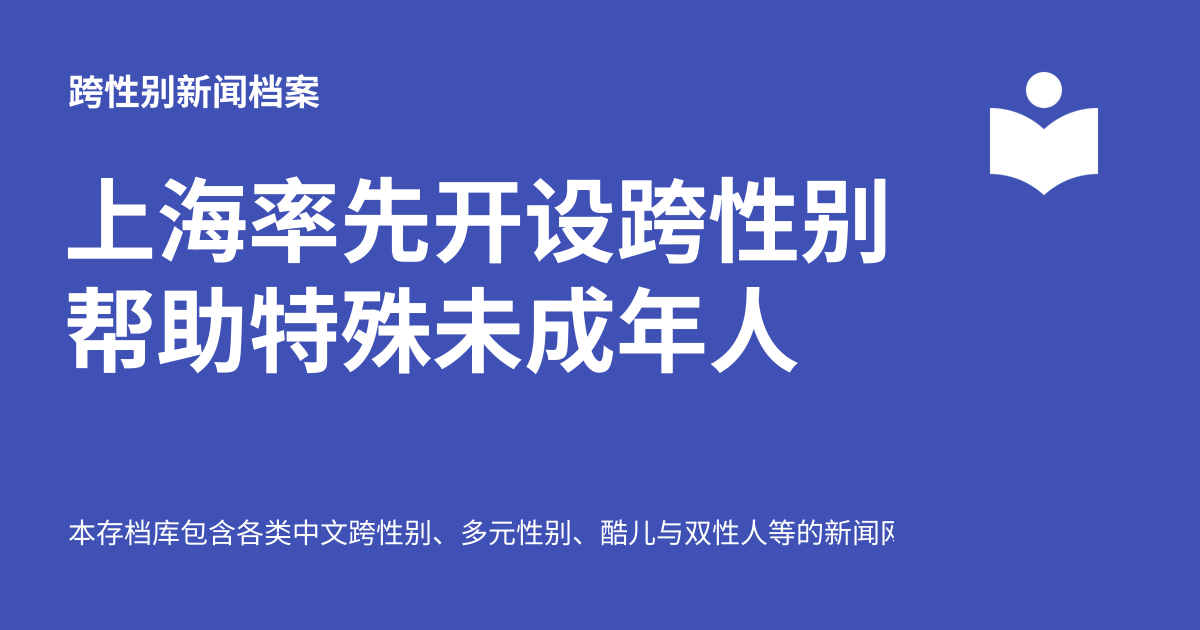 跨性别新闻档案
上海率先开设跨性别
帮助特殊未成年人
本存档库包含各类中文跨性别、多元性别、酷儿与双性人等的新闻